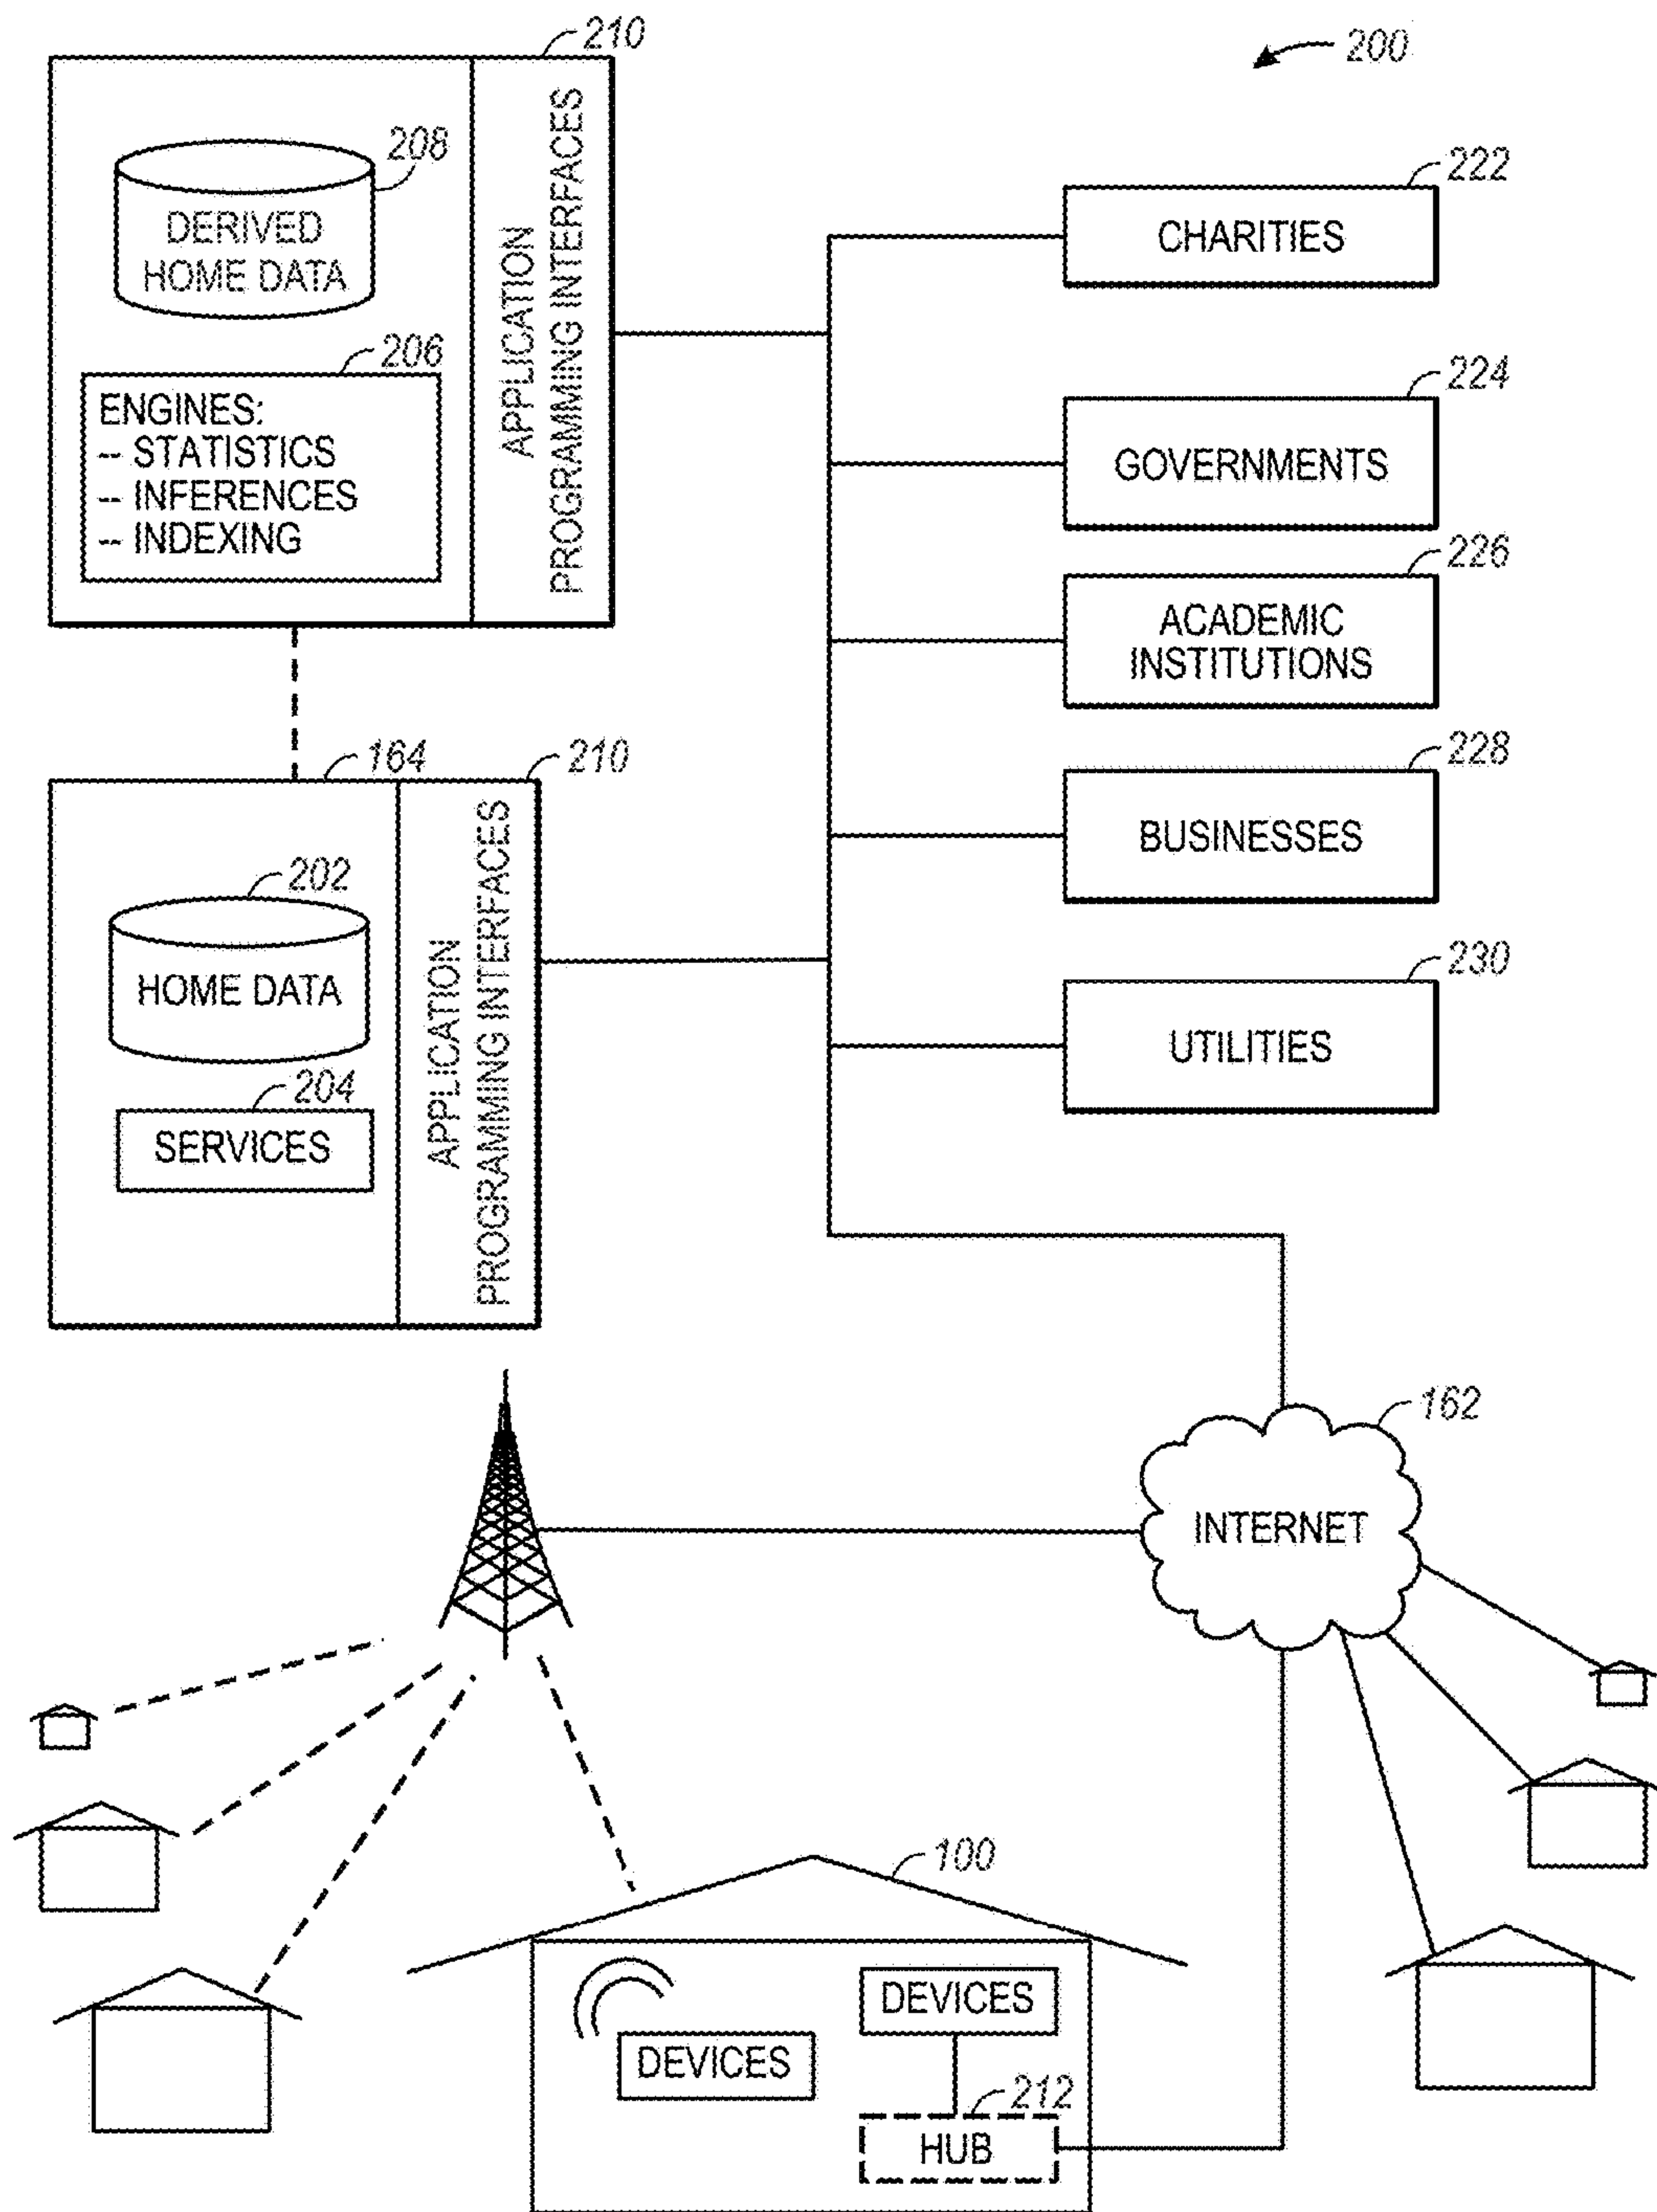 210
200
208
DERIVED
HOME DATA
APPLICATION
PROGRAMMING INTERFACES
206
ENGINES:
-- STATISTICS
-- INFERENCES
-- INDEXING
222
CHARITIES
224
GOVERNMENTS
226
ACADEMIC
INSTITUTIONS
164
210
228
BUSINESSES
202
HOME DATA
APPLICATION
PROGRAMMING INTERFACES
204
SERVICES
230
UTILITIES
162
INTERNET
100
DEVICES
DEVICES
212
HUB